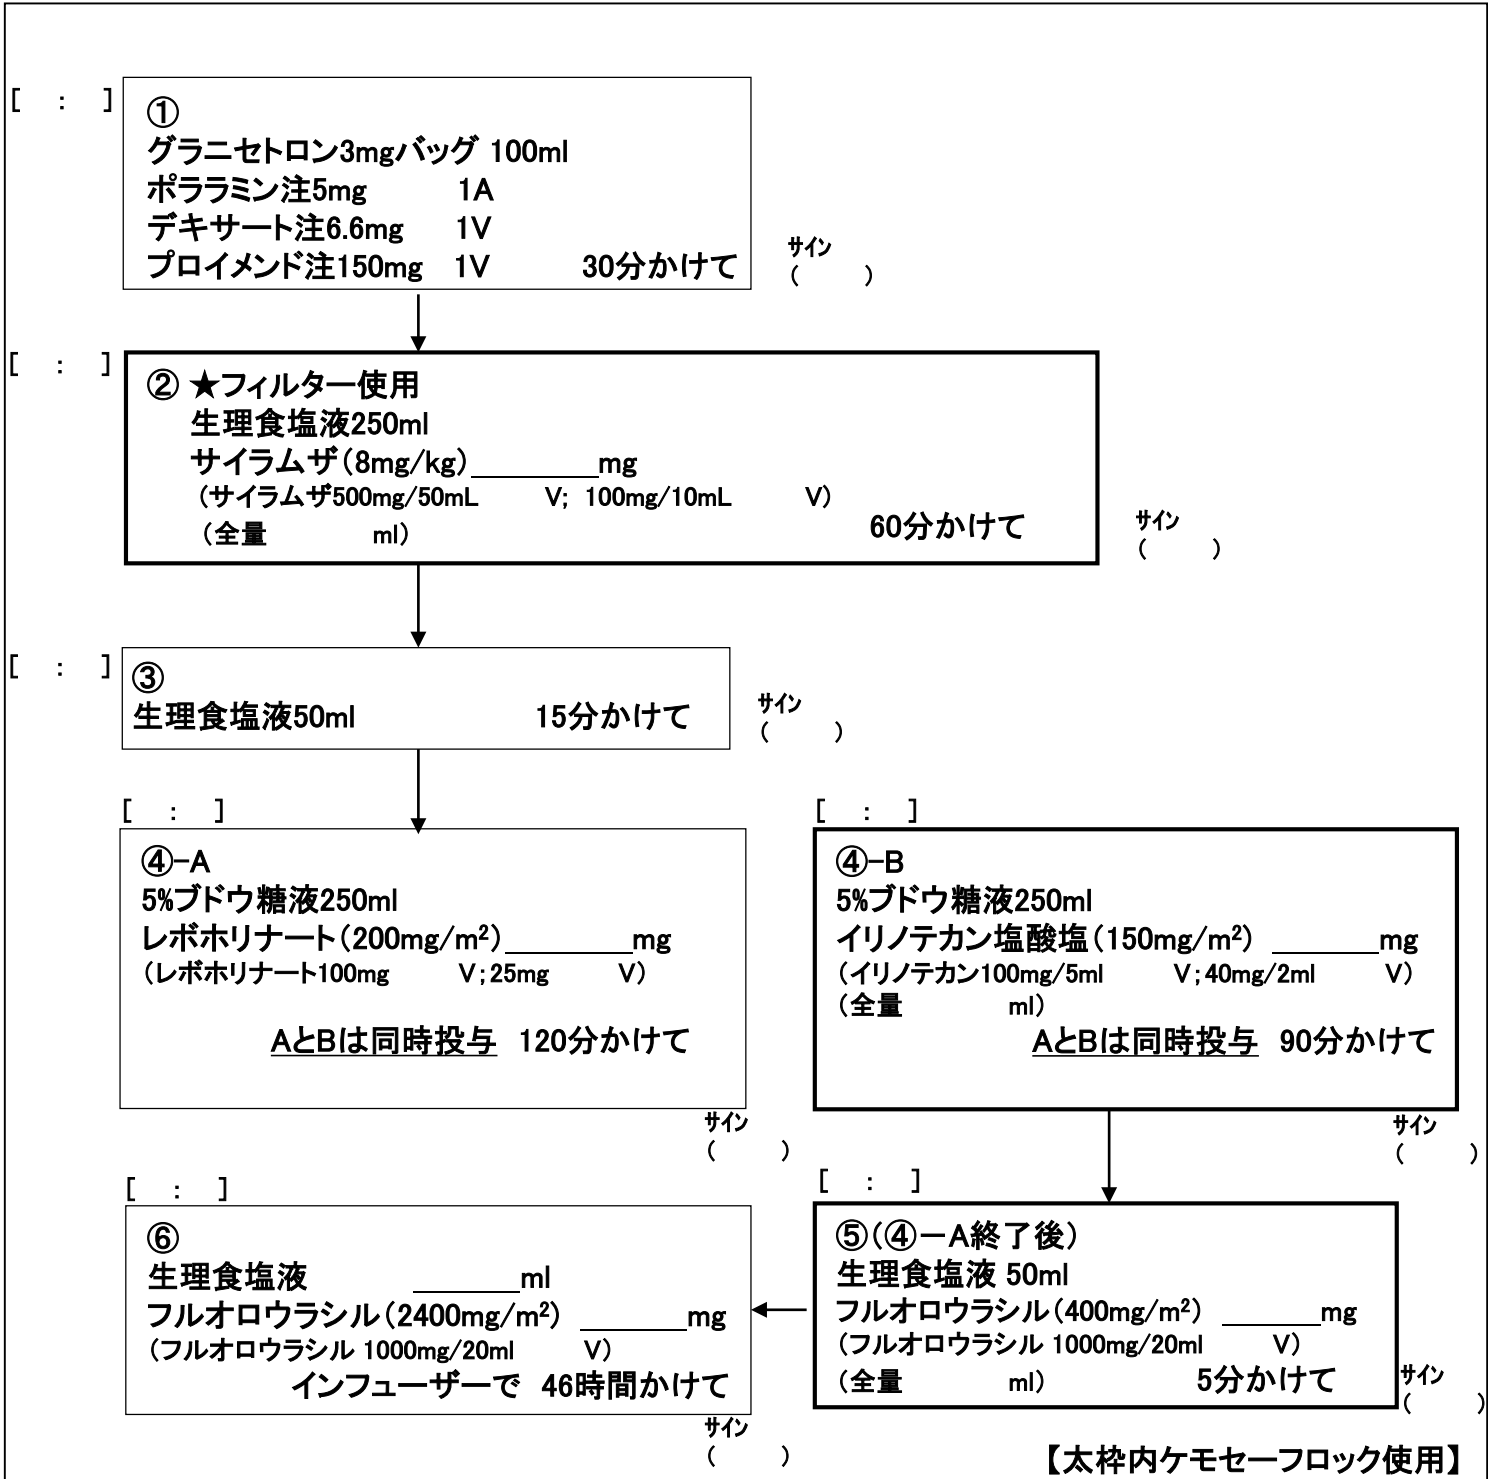 [ : ]
①
グラニセトロン3mgバッグ 100ml
ポララミン注5mg 1A
デキサート注6.6mg 1V
プロイメンド注150mg 1V 30分かけて
サイン
( )
[ : ]
② ★フィルター使用
生理食塩液250ml
サイラムザ(8mg/kg)_________mg
(サイラムザ500mg/50mL V; 100mg/10mL V)
(全量 ml) 60分かけて
サイン
( )
[ : ]
③
生理食塩液50ml 15分かけて
サイン
( )
[ : ]
④-A
5%ブドウ糖液250ml
レボホリナート(200mg/m²)_________mg
(レボホリナート100mg V;25mg V)
AとBは同時投与 120分かけて
サイン
( )
[ : ]
④-B
5%ブドウ糖液250ml
イリノテカン塩酸塩(150mg/m²) ________mg
(イリノテカン100mg/5ml V;40mg/2ml V)
(全量 ml)
AとBは同時投与 90分かけて
サイン
( )
[ : ]
⑤(④-A終了後)
生理食塩液 50ml
フルオロウラシル(400mg/m²) _______mg
(フルオロウラシル 1000mg/20ml V)
(全量 ml) 5分かけて
サイン
( )
[ : ]
⑥
生理食塩液 ________ml
フルオロウラシル(2400mg/m²) ________mg
(フルオロウラシル 1000mg/20ml V)
インフューザーで 46時間かけて
サイン
( )
【太枠内ケモセーフロック使用】